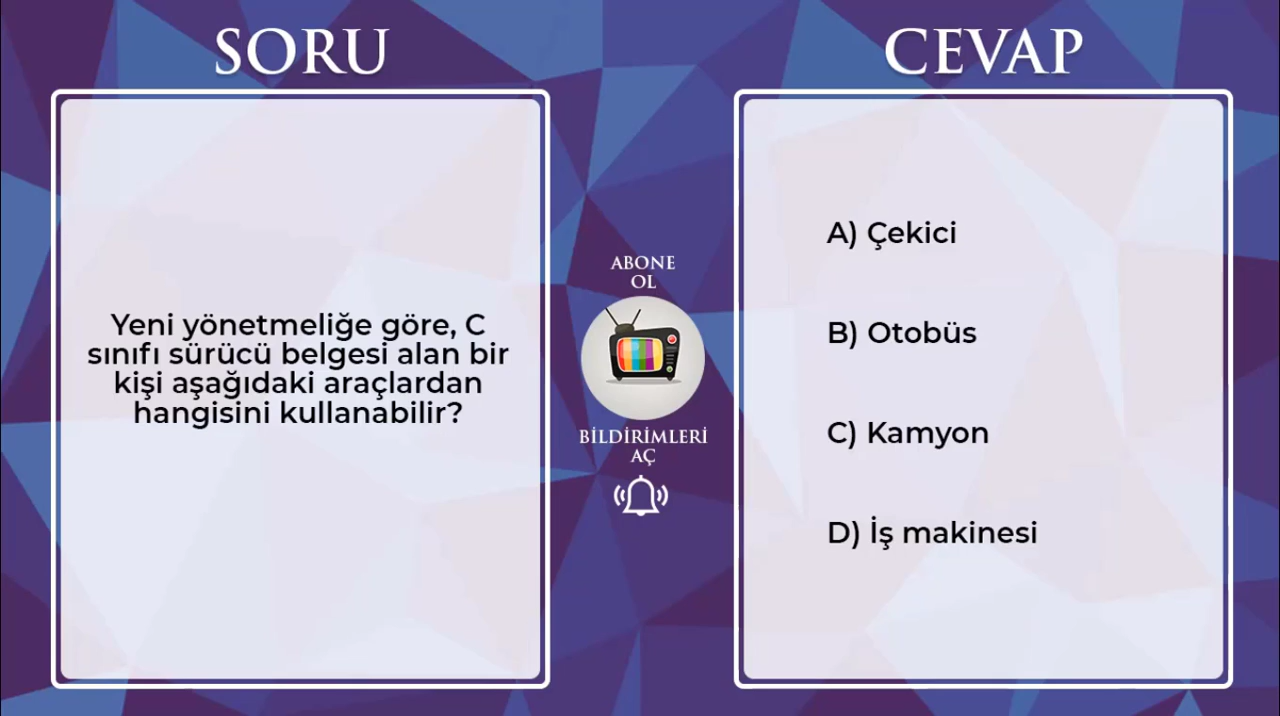 SORU
Yeni yönetmeliğe göre, C
sınıfı sürücü belgesi alan bir
kişi aşağıdaki araçlardan
hangisini kullanabilir?
ABONE
OL
BİLDİRİMLERİ
AÇ
CEVAP
A) Çekici
B) Otobüs
C) Kamyon
D) İş makinesi